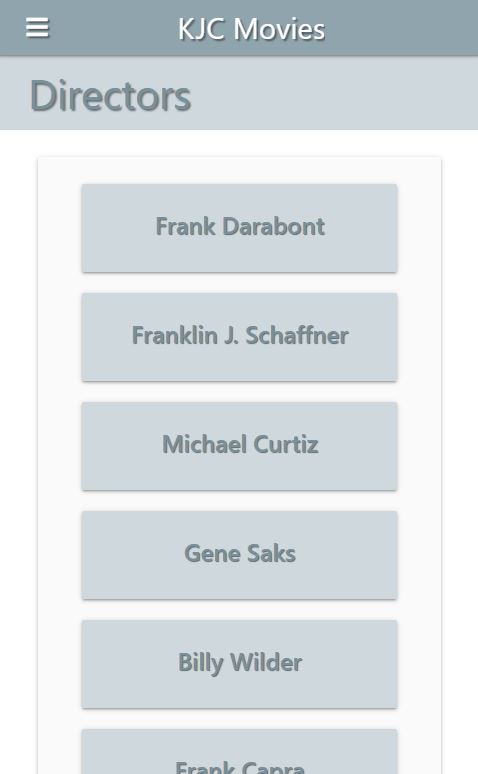 KJC Movies
Directors
Frank Darabont
Franklin J. Schaffner
Michael Curtiz
Gene Saks
Billy Wilder
Frank Capra